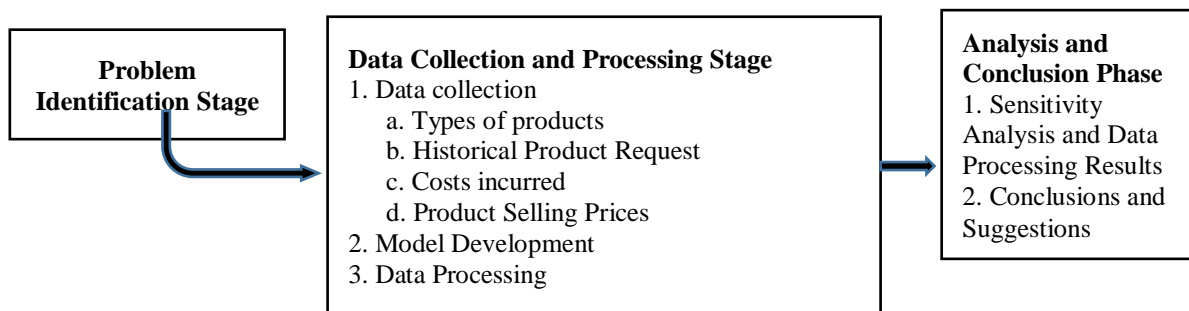 Problem
Identification Stage
Data Collection and Processing Stage
1. Data collection
a. Types of products
b. Historical Product Request
c. Costs incurred
d. Product Selling Prices
2. Model Development
3. Data Processing
Analysis and
Conclusion Phase
1. Sensitivity
Analysis and Data
Processing Results
2. Conclusions and
Suggestions